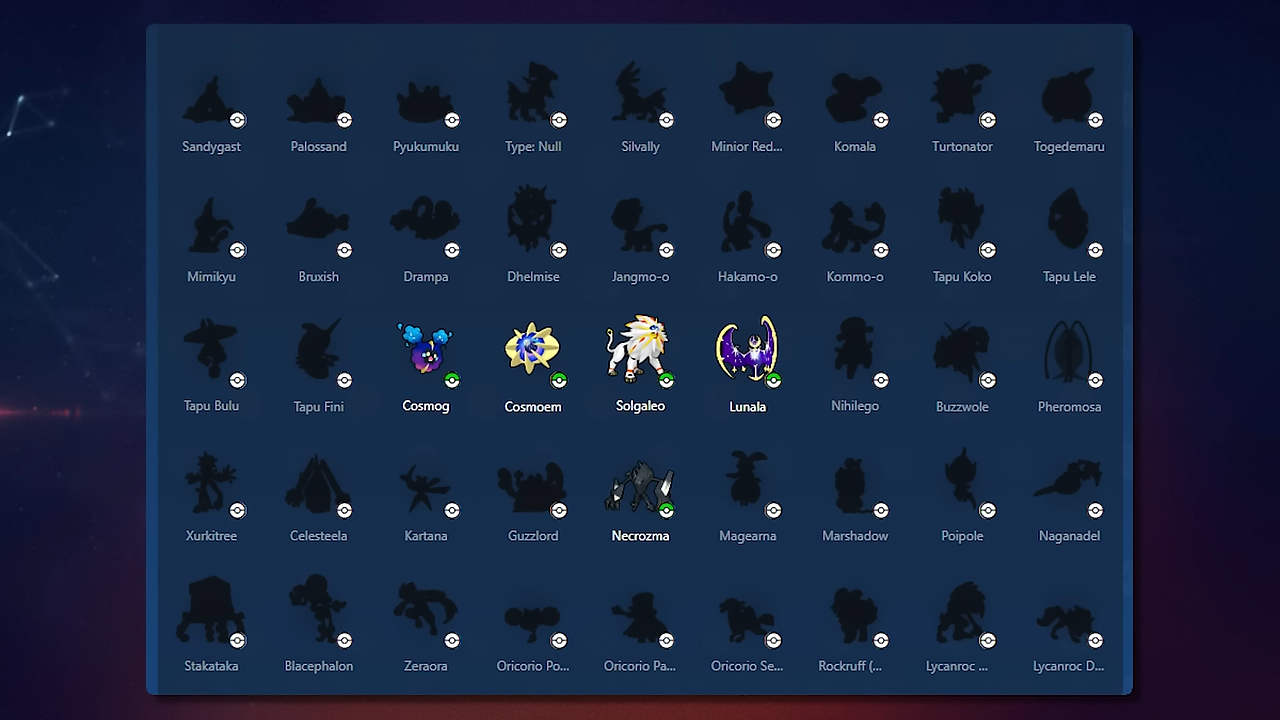 Sandygast Palossand Pyukumuku Type: Null Silvally Minior Red... Komala Turtonator Togedemaru
Mimikyu Bruxish Drampa Dhelmise Jangmo-o Hakamo-o Kommo-o Tapu Koko Tapu Lele
Tapu Bulu Tapu Fini Cosmog Cosmoem Solgaleo Lunala Nihilego Buzzwole Pheromosa
Xurkitree Celesteela Kartana Guzzlord Necrozma Magearna Marshadow Poipole Naganadel
Stakataka Blacephalon Zeraora Oricorio Po... Oricorio Pa... Oricorio Se... Rockruff (... Lycanroc ... Lycanroc D...